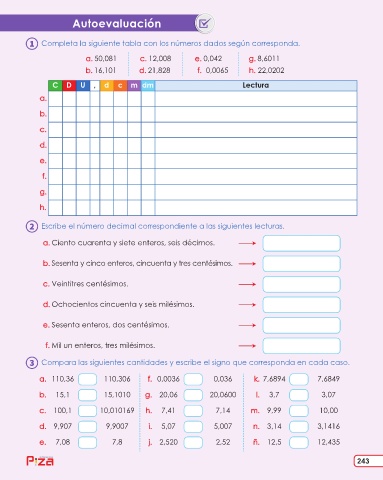 Autoevaluación
1 Completa la siguiente tabla con los números dados según corresponda.
a. 50,081 c. 12,008 e. 0,042 g. 8,6011
b. 16,101 d. 21,828 f. 0,0065 h. 22,0202
C D U , d c m dm Lectura
a.
b.
c.
d.
e.
f.
g.
h.
2 Escribe el número decimal correspondiente a las siguientes lecturas.
a. Ciento cuarenta y siete enteros, seis décimos.
b. Sesenta y cinco enteros, cincuenta y tres centésimos.
c. Veintitres centésimos.
d. Ochocientos cincuenta y seis milésimos.
e. Sesenta enteros, dos centésimos.
f. Mil un enteros, tres milésimos.
3 Compara las siguientes cantidades y escribe el signo que corresponda en cada caso.
a. 110,36 110,306 f. 0,0036 0,036 k. 7,6894 7,6849
b. 15,1 15,1010 g. 20,06 20,0600 l. 3,7 3,07
c. 100,1 10,010169 h. 7,41 7,14 m. 9,99 10,00
d. 9,907 9,9007 i. 5,07 5,007 n. 3,14 3,1416
e. 7,08 7,8 j. 2,520 2,52 ñ. 12,5 12,435
P:za 243